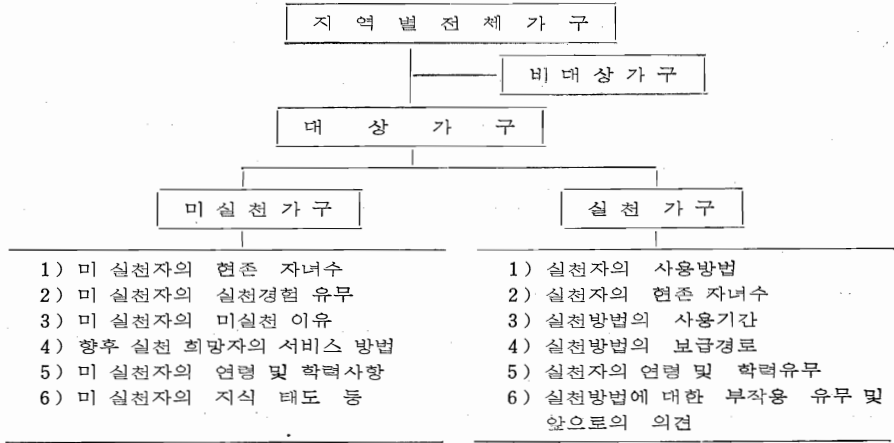 지 역 별 전 체 가 구
비 대 상 가 구
대 상 가 구
미 실 천 가 구
실 천 가 구
1) 미 실천자의 현존 자녀수
2) 미 실천자의 실천경험 유무
3) 미 실천자의 미실천 이유
4) 향후 실천 희망자의 서비스 방법
5) 미 실천자의 연령 및 학력사항
6) 미 실천자의 지식 태도 등
1) 실천자의 사용방법
2) 실천자의 현존 자녀수
3) 실천방법의 사용기간
4) 실천방법의 보급경로
5) 실천자의 연령 및 학력유무
6) 실천방법에 대한 부작용 유무 및
앞으로의 의견